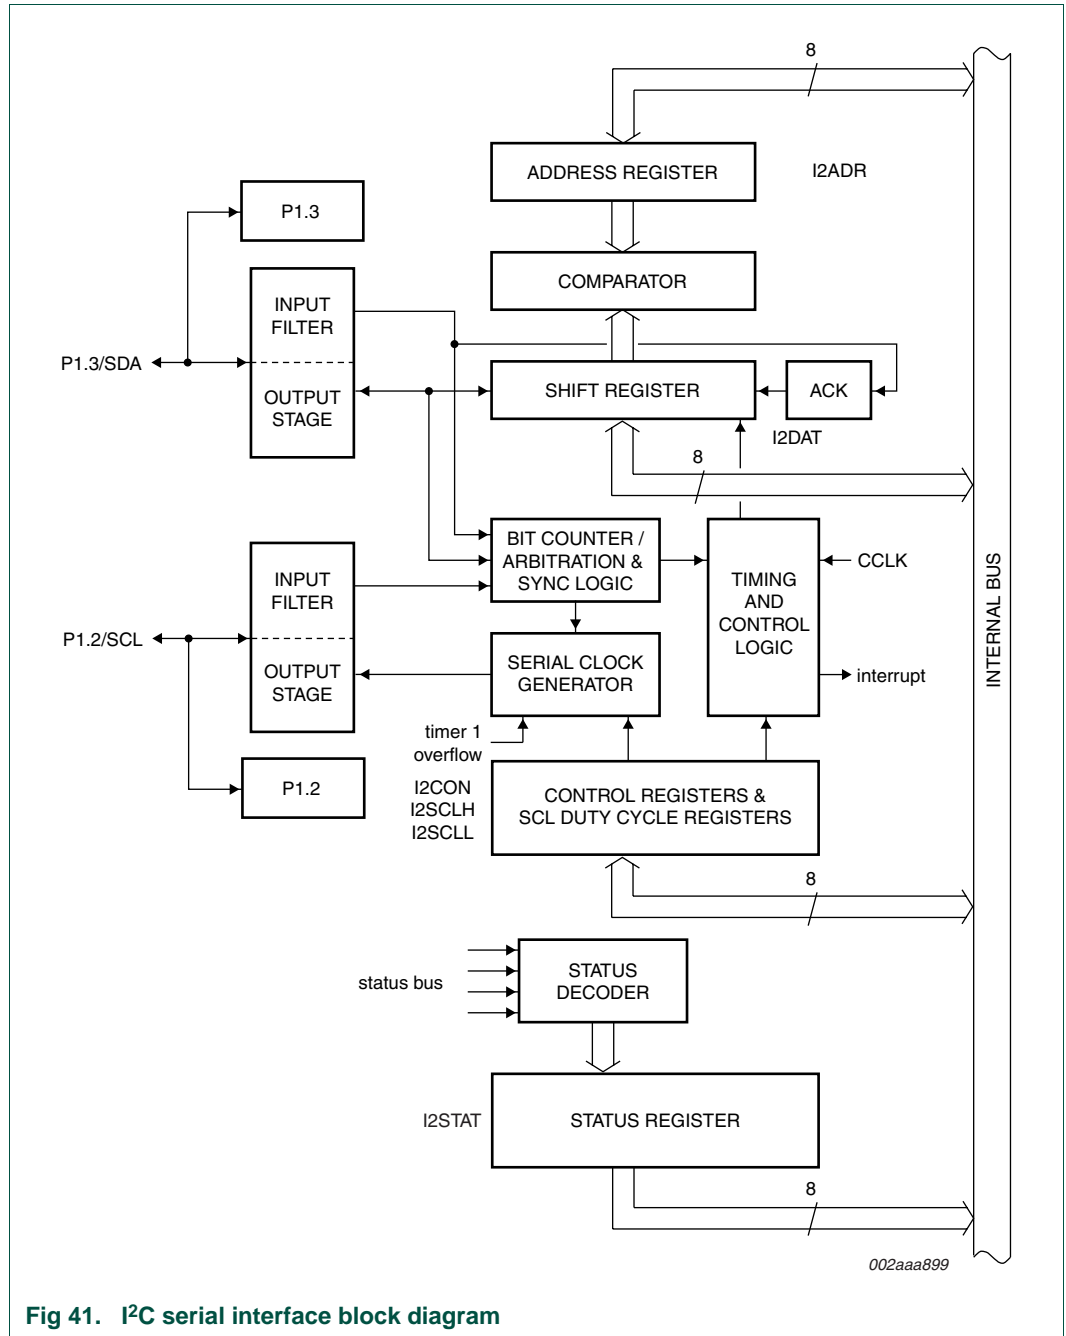 8
ADDRESS REGISTER
I2ADR
P1.3
COMPARATOR
INPUT
FILTER
P1.3/SDA
OUTPUT
STAGE
SHIFT REGISTER
ACK
I2DAT
8
BIT COUNTER /
ARBITRATION &
SYNC LOGIC
INPUT
FILTER
TIMING
AND
CONTROL
LOGIC
CCLK
INTERNAL BUS
P1.2/SCL
OUTPUT
STAGE
SERIAL CLOCK
GENERATOR
interrupt
timer 1
overflow
P1.2
I2CON
I2SCLH
I2SCLL
CONTROL REGISTERS &
SCL DUTY CYCLE REGISTERS
8
status bus
STATUS
DECODER
I2STAT
STATUS REGISTER
8
002aaa899
Fig 41. I²C serial interface block diagram